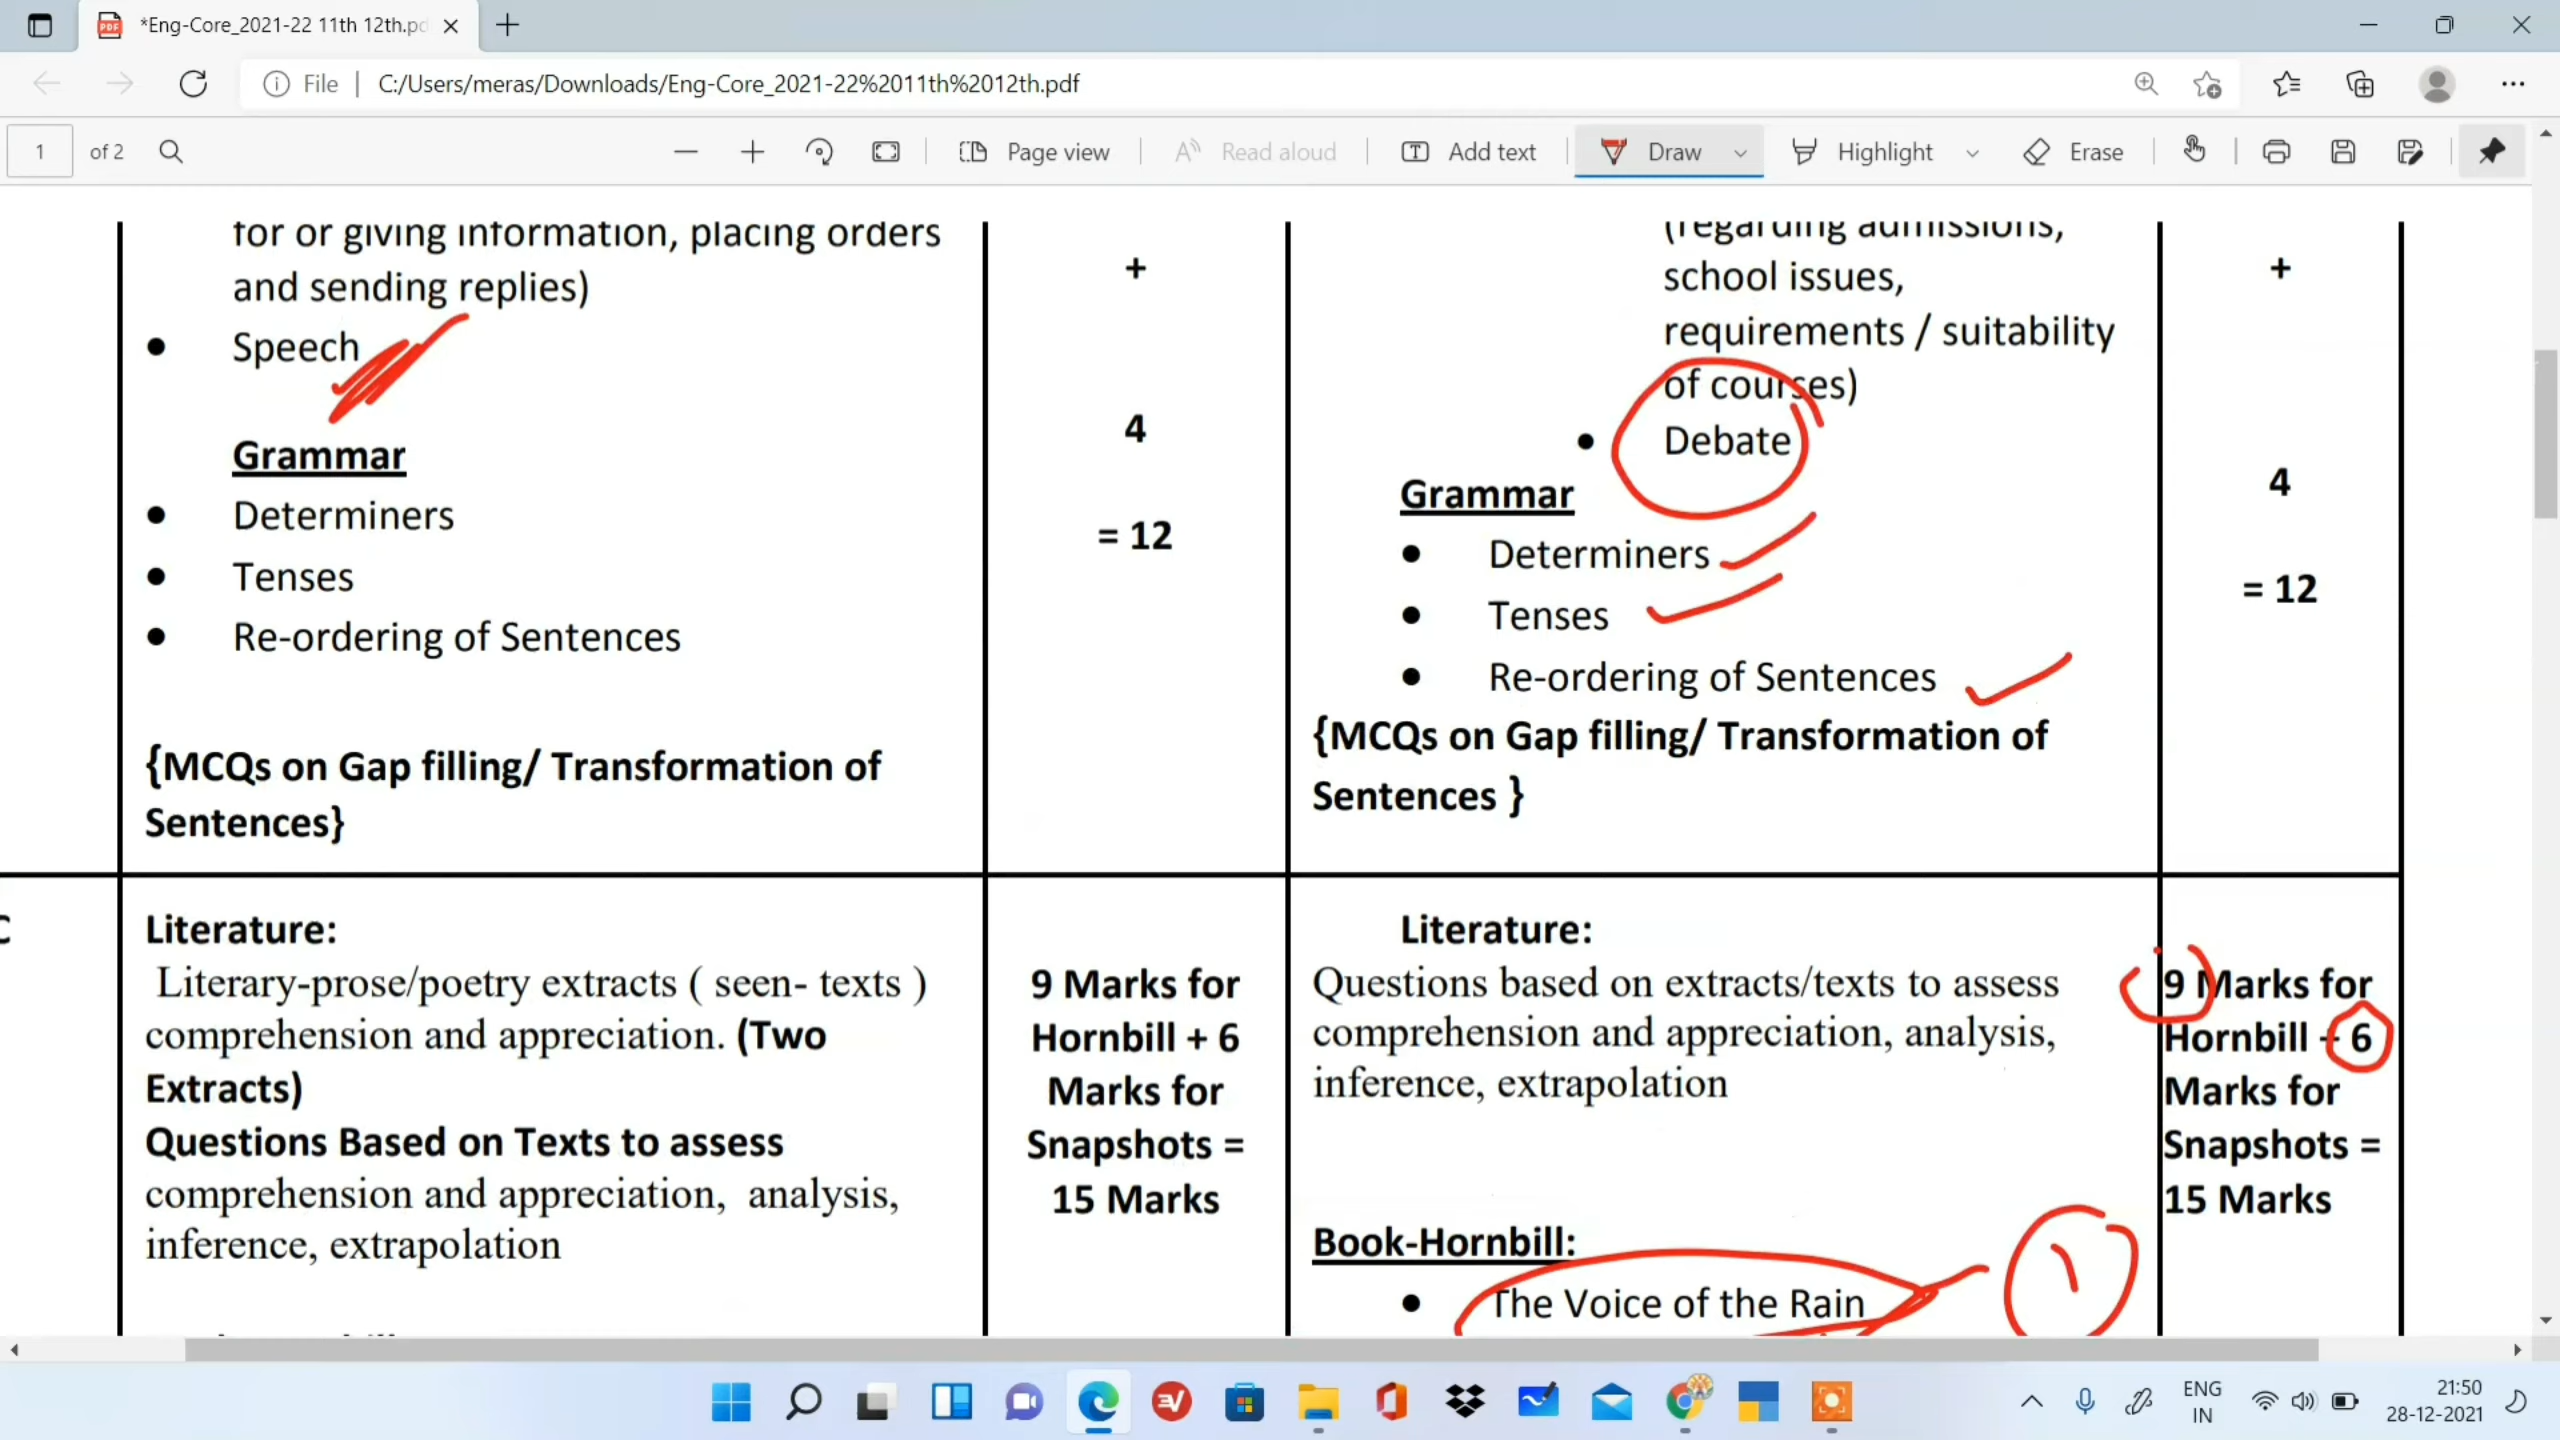 *Eng-Core_2021-22 11th 12th.pd
File
C:/Users/meras/Downloads/Eng-Core_2021-22%2011th%2012th.pdf
1 of 2
Page view
Read aloud
Add text
Draw
Highlight
Erase
for or giving information, placing orders
and sending replies)
• Speech
Grammar
• Determiners
• Tenses
• Re-ordering of Sentences
{MCQs on Gap filling/ Transformation of
Sentences}
+
4
= 12
(regarding admissions,
school issues,
requirements / suitability
of courses)
• Debate
Grammar
• Determiners
• Tenses
• Re-ordering of Sentences
{MCQs on Gap filling/ Transformation of
Sentences }
+
4
= 12
Literature:
Literary-prose/poetry extracts ( seen- texts )
comprehension and appreciation. (Two
Extracts)
Questions Based on Texts to assess
comprehension and appreciation, analysis,
inference, extrapolation
9 Marks for
Hornbill + 6
Marks for
Snapshots =
15 Marks
Literature:
Questions based on extracts/texts to assess
comprehension and appreciation, analysis,
inference, extrapolation
Book-Hornbill:
• The Voice of the Rain
1
9 Marks for
Hornbill + 6
Marks for
Snapshots =
15 Marks
ENG
IN
21:50
28-12-2021